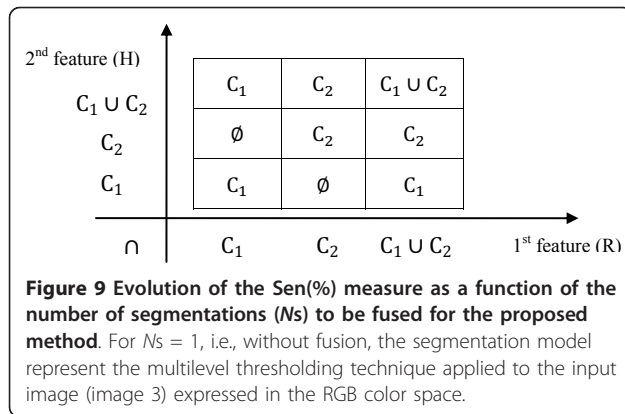 2nd feature (H)
C1 ∪ C2
C2
C1
C1 C2 C1 ∪ C2
∅ C2 C2
C1 ∅ C1
∩ C1 C2 C1 ∪ C2 1st feature (R)
Figure 9 Evolution of the Sen(%) measure as a function of the
number of segmentations (Ns) to be fused for the proposed
method. For Ns = 1, i.e., without fusion, the segmentation model
represent the multilevel thresholding technique applied to the input
image (image 3) expressed in the RGB color space.